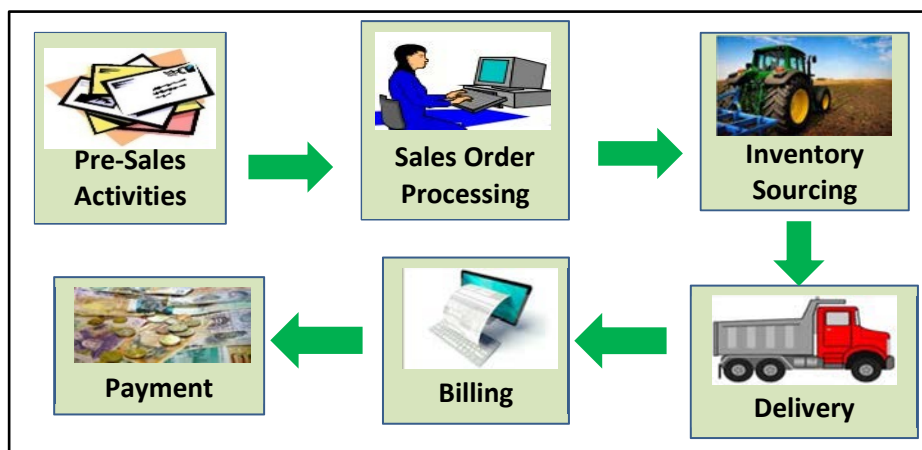 Pre-Sales
Activities
Sales Order
Processing
Inventory
Sourcing
Delivery
Billing
Payment